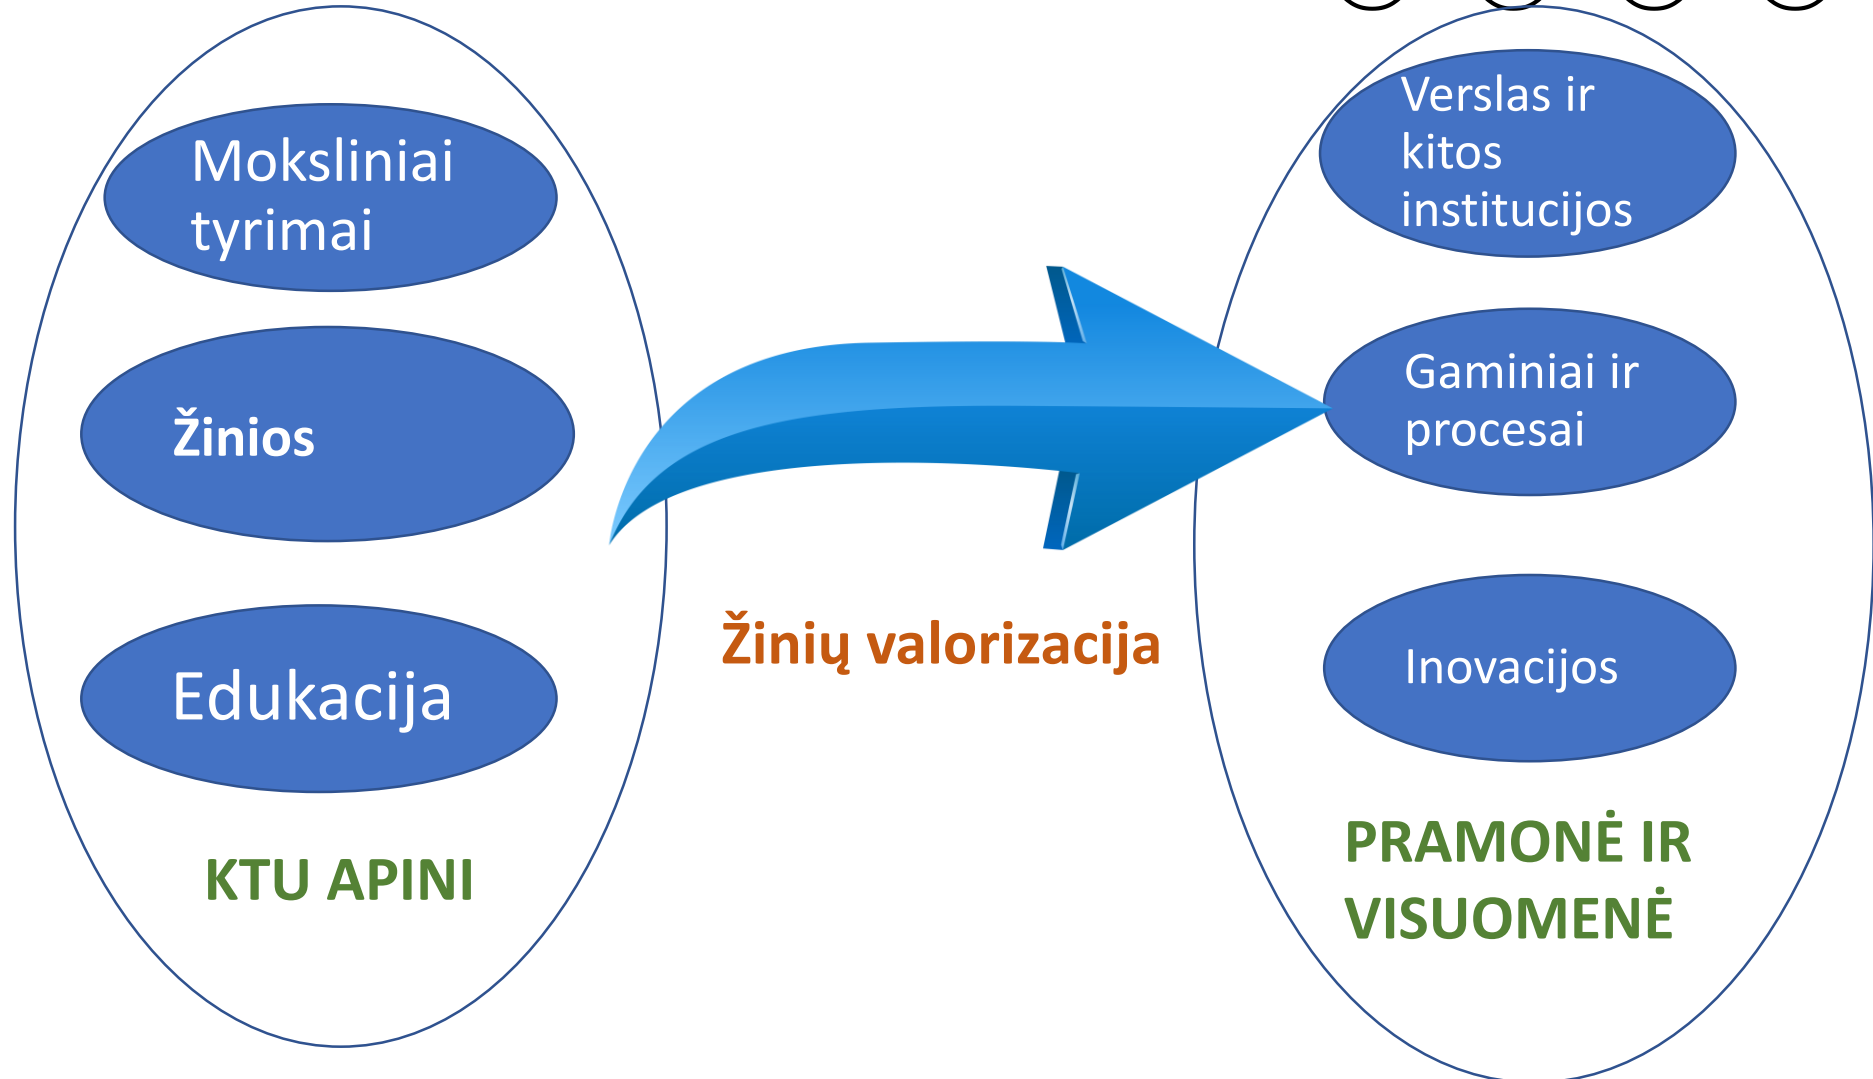 Moksliniai
tyrimai
Žinios
Edukacija
KTU APINI
Žinių valorizacija
Verslas ir
kitos
institucijos
Gaminiai ir
procesai
Inovacijos
PRAMONĖ IR
VISUOMENĖ